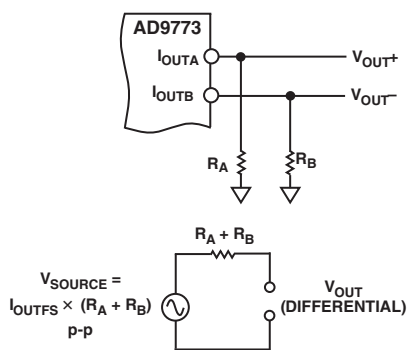 AD9773
IOUTA
VOUT+
IOUTB
VOUT–
RA
RB
RA + RB
VSOURCE =
IOUTFS × (RA + RB)
p-p
VOUT
(DIFFERENTIAL)